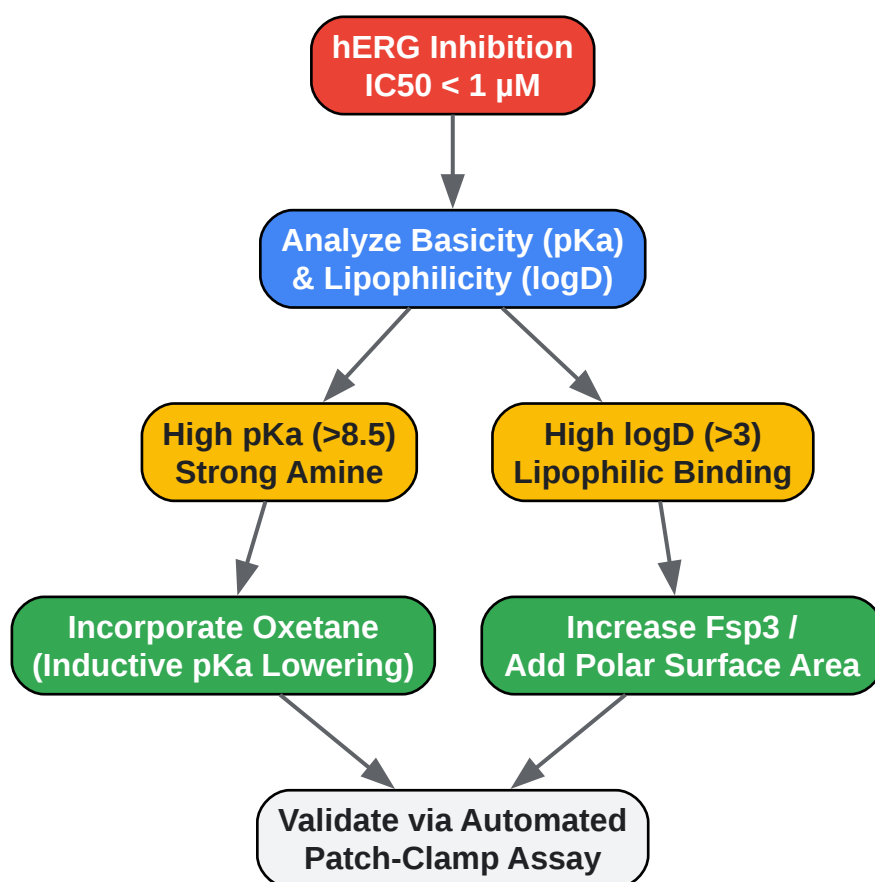 hERG Inhibition
IC50 < 1 µM
Analyze Basicity (pKa)
& Lipophilicity (logD)
High pKa (>8.5)
Strong Amine
High logD (>3)
Lipophilic Binding
Incorporate Oxetane
(Inductive pKa Lowering)
Increase Fsp3 /
Add Polar Surface Area
Validate via Automated
Patch-Clamp Assay